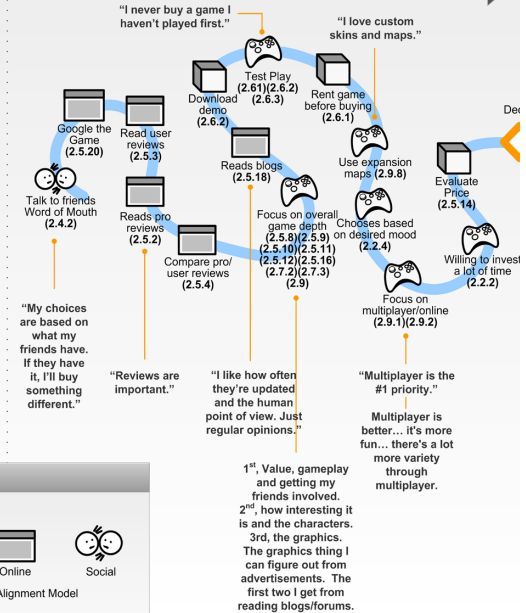 “I never buy a game I
haven’t played first.”
“I love custom
skins and maps.”
Test Play
(2.61)(2.6.2)
(2.6.3)
Rent game
before buying
(2.6.1)
Download
demo
(2.6.2)
Google the
Game
(2.5.20)
Read user
reviews
(2.5.3)
Reads blogs
(2.5.18)
Use expansion
maps (2.9.8)
Evaluate
Price
(2.5.14)
Talk to friends
Word of Mouth
(2.4.2)
Reads pro
reviews
(2.5.2)
Focus on overall
game depth
(2.5.8)(2.5.9)
(2.5.10)(2.5.11)
(2.5.12)(2.5.16)
(2.7.2)(2.7.3)
(2.9)
Chooses based
on desired mood
(2.2.4)
Compare pro/
user reviews
(2.5.4)
Willing to invest
a lot of time
(2.2.2)
Focus on
multiplayer/online
(2.9.1)(2.9.2)
“My choices
are based on
what my
friends have.
If they have
it, I’ll buy
something
different.”
“Reviews are
important.”
“I like how often
they’re updated
and the human
point of view. Just
regular opinions.”
“Multiplayer is the
#1 priority.”
Multiplayer is
better… it's more
fun… there's a lot
more variety
through
multiplayer.
1st, Value, gameplay
and getting my
friends involved.
2nd, how interesting it
is and the characters.
3rd, the graphics.
The graphics thing I
can figure out from
advertisements. The
first two I get from
reading blogs/forums.
Online
Social
Alignment Model